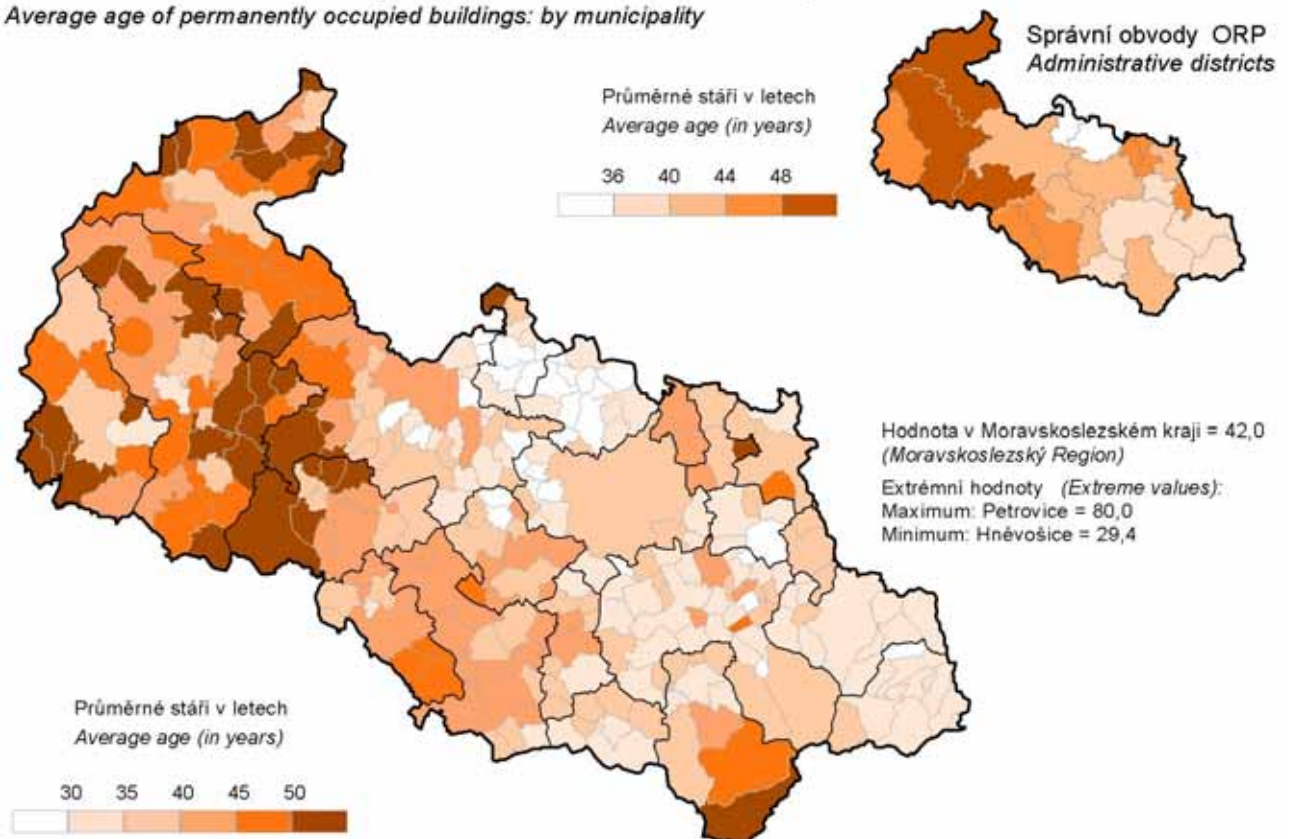 Average age of permanently occupied buildings: by municipality
Správní obvody ORP
Administrative districts
Průměrné stáří v letech
Average age (in years)
36 40 44 48
Hodnota v Moravskoslezském kraji = 42,0
(Moravskoslezský Region)
Extrémní hodnoty (Extreme values):
Maximum: Petrovice = 80,0
Minimum: Hněvošice = 29,4
Průměrné stáří v letech
Average age (in years)
30 35 40 45 50